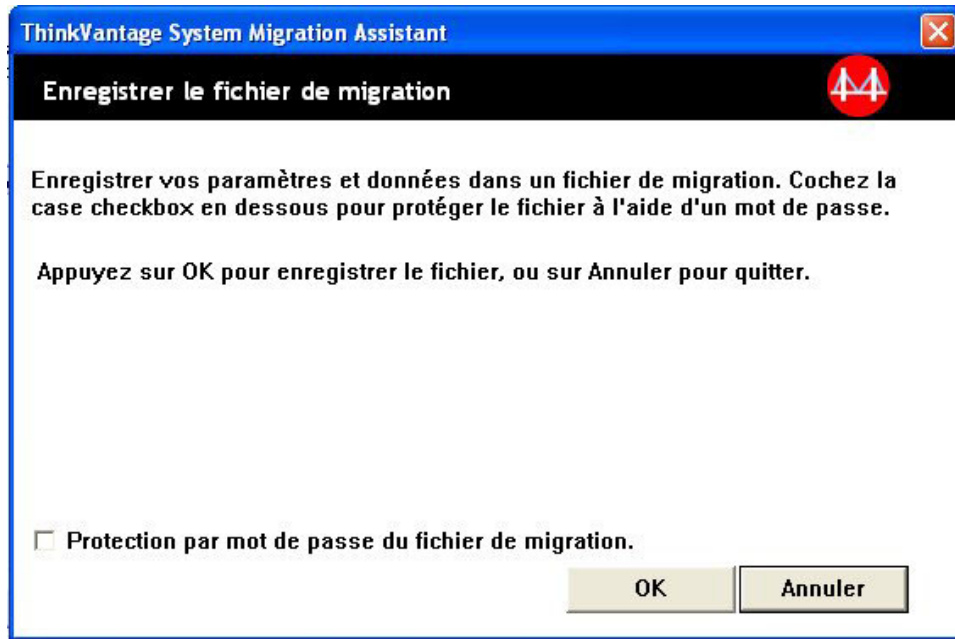 ThinkVantage System Migration Assistant
Enregistrer le fichier de migration
Enregistrer vos paramètres et données dans un fichier de migration. Cochez la
case checkbox en dessous pour protéger le fichier à l'aide d'un mot de passe.
Appuyez sur OK pour enregistrer le fichier, ou sur Annuler pour quitter.
Protection par mot de passe du fichier de migration.
OK
Annuler